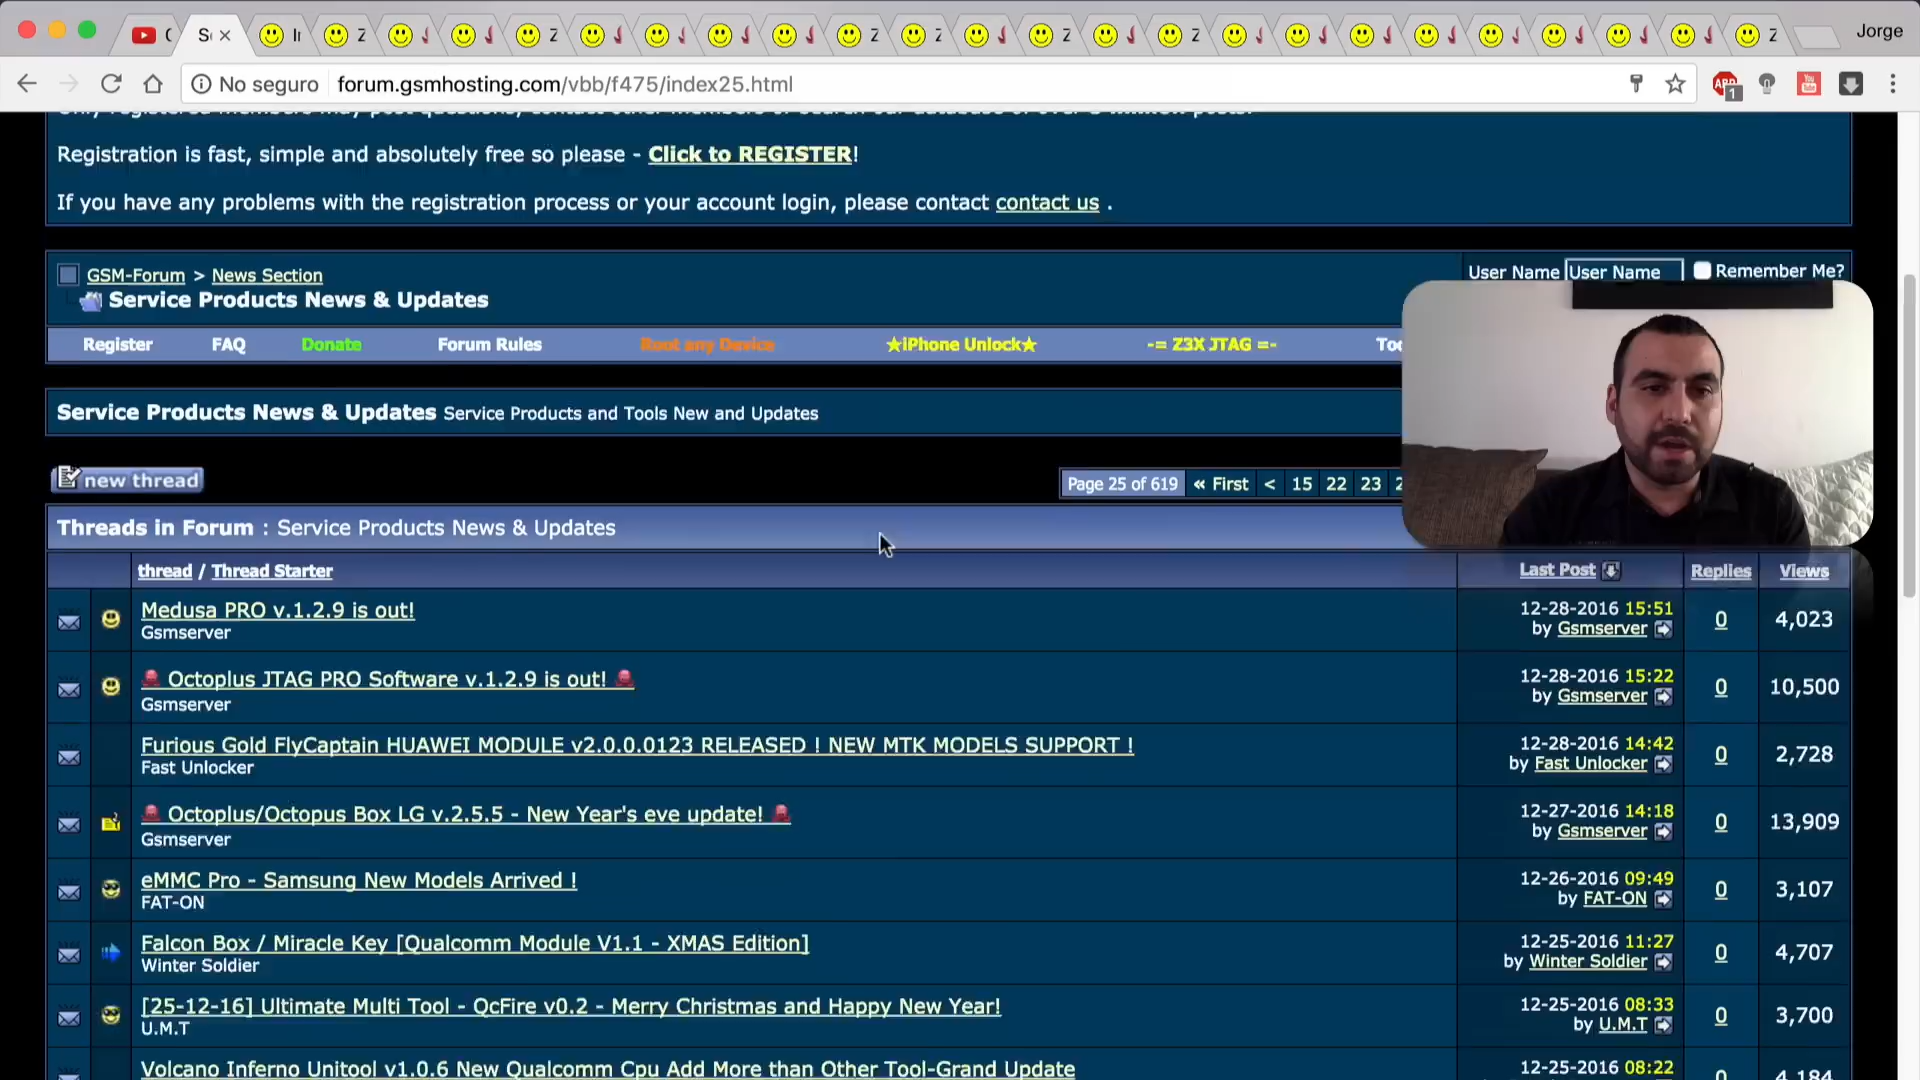 Jorge
No seguro forum.gsmhosting.com/vbb/f475/index25.html
Registration is fast, simple and absolutely free so please - Click to REGISTER!
If you have any problems with the registration process or your account login, please contact contact us .
GSM-Forum > News Section
User Name User Name Remember Me?
Service Products News & Updates
Register FAQ Donate Forum Rules Root any Device ★iPhone Unlock★ -= Z3X JTAG =-
Service Products News & Updates Service Products and Tools New and Updates
new thread
Page 25 of 619 « First < 15 22 23
Threads in Forum : Service Products News & Updates
thread / Thread Starter Last Post Replies Views
Medusa PRO v.1.2.9 is out!
Gsmserver
12-28-2016 15:51
by Gsmserver
0 4,023
Octoplus JTAG PRO Software v.1.2.9 is out!
Gsmserver
12-28-2016 15:22
by Gsmserver
0 10,500
Furious Gold FlyCaptain HUAWEI MODULE v2.0.0.0123 RELEASED ! NEW MTK MODELS SUPPORT !
Fast Unlocker
12-28-2016 14:42
by Fast Unlocker
0 2,728
Octoplus/Octopus Box LG v.2.5.5 - New Year's eve update!
Gsmserver
12-27-2016 14:18
by Gsmserver
0 13,909
eMMC Pro - Samsung New Models Arrived !
FAT-ON
12-26-2016 09:49
by FAT-ON
0 3,107
Falcon Box / Miracle Key [Qualcomm Module V1.1 - XMAS Edition]
Winter Soldier
12-25-2016 11:27
by Winter Soldier
0 4,707
[25-12-16] Ultimate Multi Tool - QcFire v0.2 - Merry Christmas and Happy New Year!
U.M.T
12-25-2016 08:33
by U.M.T
0 3,700
Volcano Inferno Unitool v1.0.6 New Qualcomm Cpu Add More than Other Tool-Grand Update
12-25-2016 08:22
0 4,184